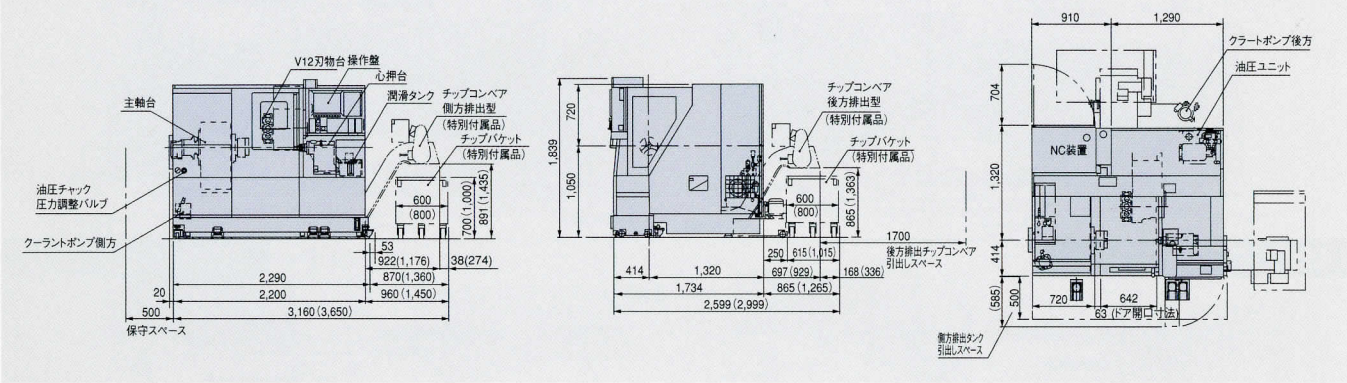 V12刃物台
操作盤
心押台
主軸台
潤滑タンク
チップコンベア
側方排出型
(特別付属品)
チップバケット
(特別付属品)
油圧チャック
圧力調整バルブ
クーラントポンプ側方
600
(800)
700(1,000)
891(1,435)
53
922(1,176)
38(274)
2,290
870(1,360)
20
2,200
960(1,450)
500
3,160(3,650)
保守スペース
1,839
720
1,050
チップコンベア
後方排出型
(特別付属品)
チップバケット
(特別付属品)
600
(800)
865(1,363)
1700
後方排出チップコンベア
引出しスペース
250
615(1,015)
414
1,320
697(929)
168(336)
1,734
865(1,265)
2,599(2,999)
910
1,290
クラートポンプ後方
油圧ユニット
704
NC装置
1,320
414
(585)
500
720
642
63(ドア開口寸法)
側方排出タンク
引出しスペース